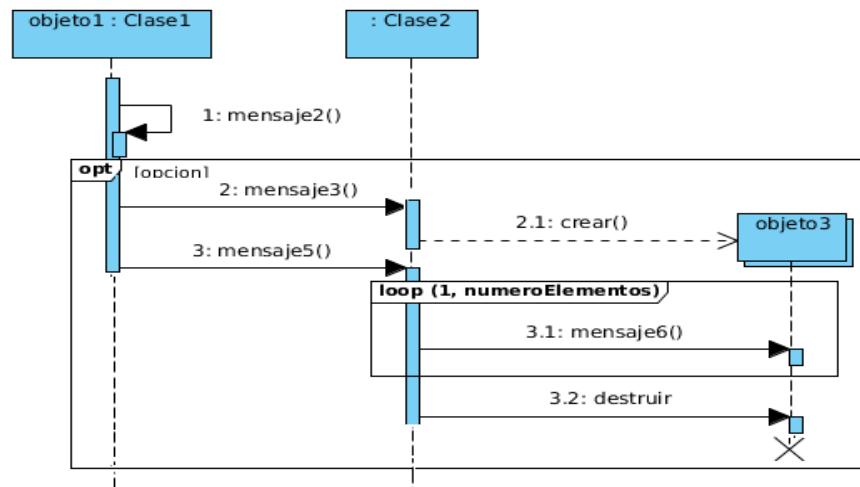 objeto1 : Clase1
: Clase2
1: mensaje2()
opt
[opcion]
2: mensaje3()
2.1: crear()
objeto3
3: mensaje5()
loop (1, numeroElementos)
3.1: mensaje6()
3.2: destruir